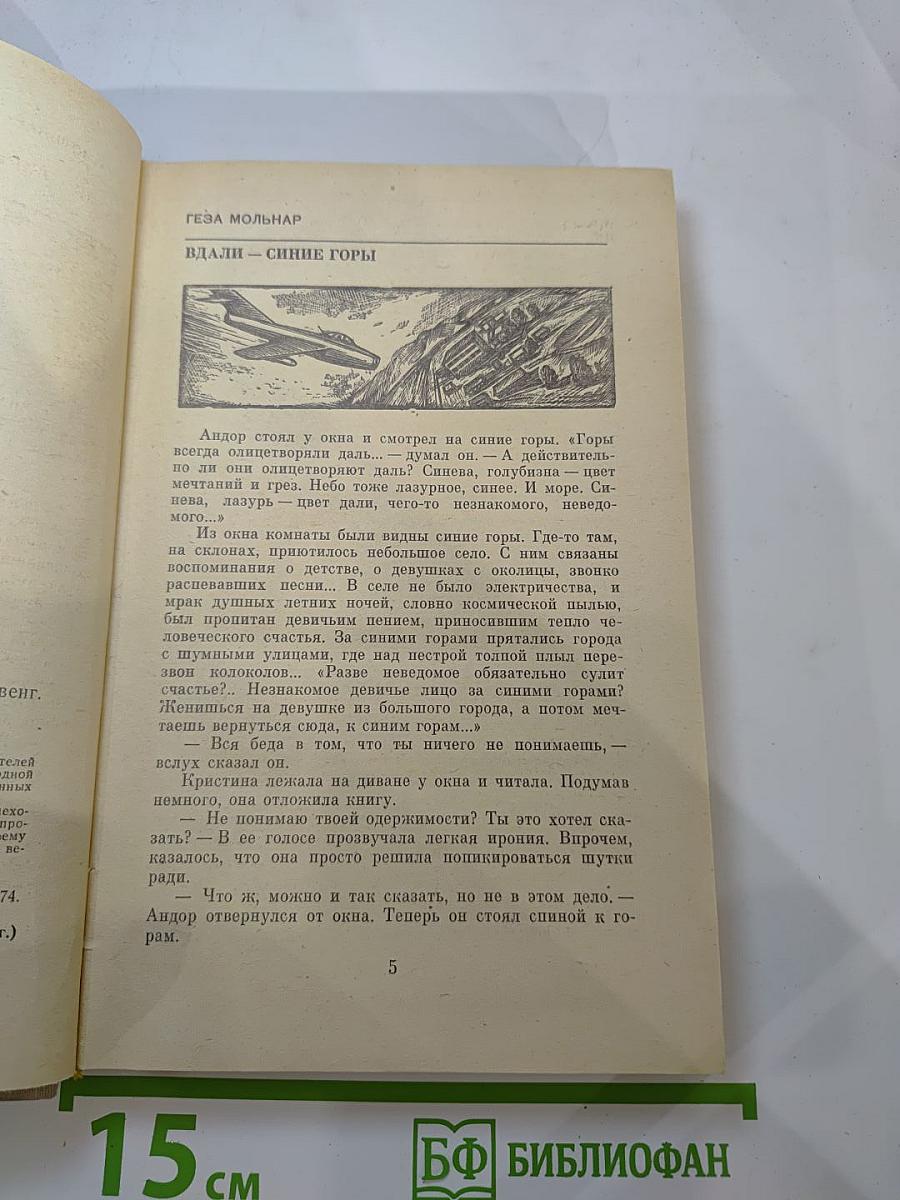 венг.
телей
одной
нных
ехо-
про-
ему
ве-
74.
г.)
ГЕЗА МОЛЬНАР
ВДАЛИ — СИНИЕ ГОРЫ
Андор стоял у окна и смотрел на синие горы. «Горы
всегда олицетворяли даль... — думал он. — А действитель-
но ли они олицетворяют даль? Синева, голубизна — цвет
мечтаний и грез. Небо тоже лазурное, синее. И море. Си-
нева, лазурь — цвет дали, чего-то незнакомого, неведо-
мого...»
Из окна комнаты были видны синие горы. Где-то там,
на склонах, приютилось небольшое село. С ним связаны
воспоминания о детстве, о девушках с околицы, звонко
распевавших песни... В селе не было электричества, и
мрак душных летних ночей, словно космической пылью,
был пропитан девичьим пением, приносившим тепло че-
ловеческого счастья. За синими горами прятались города
с шумными улицами, где над пестрой толпой плыл пере-
звон колоколов... «Разве неведомое обязательно сулит
счастье?.. Незнакомое девичье лицо за синими горами?
Женишься на девушке из большого города, а потом меч-
таешь вернуться сюда, к синим горам...»
— Вся беда в том, что ты ничего не понимаешь, —
вслух сказал он.
Кристина лежала на диване у окна и читала. Подумав
немного, она отложила книгу.
— Не понимаю твоей одержимости? Ты это хотел ска-
зать? — В ее голосе прозвучала легкая ирония. Впрочем,
казалось, что она просто решила попикироваться шутки
ради.
— Что ж, можно и так сказать, но не в этом дело. —
Андор отвернулся от окна. Теперь он стоял спиной к го-
рам.
5
15 см
БФ БИБЛИОФАН